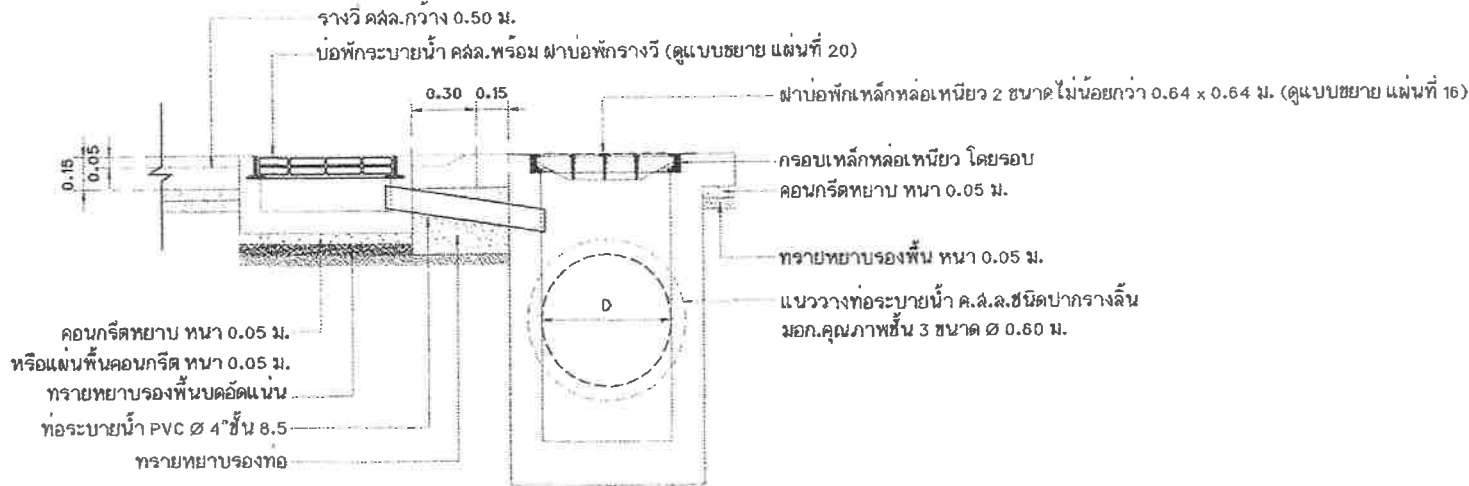 รางวี คสล.กว้าง 0.50 ม.
บ่อพักระบายน้ำ คสล.พร้อม ฝาบ่อพักรางวี (ดูแบบขยาย แผ่นที่ 20)
0.30 0.15
ฝาบ่อพักเหล็กหล่อเหนียว 2 ขนาดไม่น้อยกว่า 0.64 x 0.64 ม. (ดูแบบขยาย แผ่นที่ 16)
0.15
0.05
กรอบเหล็กหล่อเหนียว โดยรอบ
คอนกรีตหยาบ หนา 0.05 ม.
ทรายหยาบรองพื้น หนา 0.05 ม.
แนววางท่อระบายน้ำ ค.ส.ล.ชนิดปากรางลิ้น
มอก.คุณภาพชั้น 3 ขนาด Ø 0.60 ม.
D
คอนกรีตหยาบ หนา 0.05 ม.
หรือแผ่นพื้นคอนกรีต หนา 0.05 ม.
ทรายหยาบรองพื้นบดอัดแน่น
ท่อระบายน้ำ PVC Ø 4"ชั้น 8.5
ทรายหยาบรองท่อ